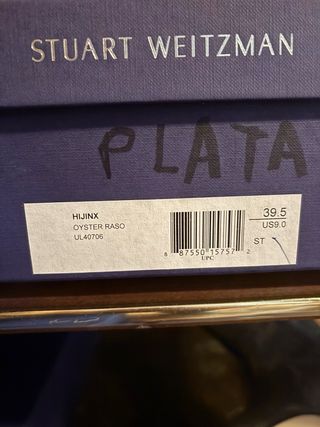 STUART WEITZMAN
PLATA
HIJINX
OYSTER RASO
UL40706
8 87550 15757 2
UPC
39.5
US9.0
ST